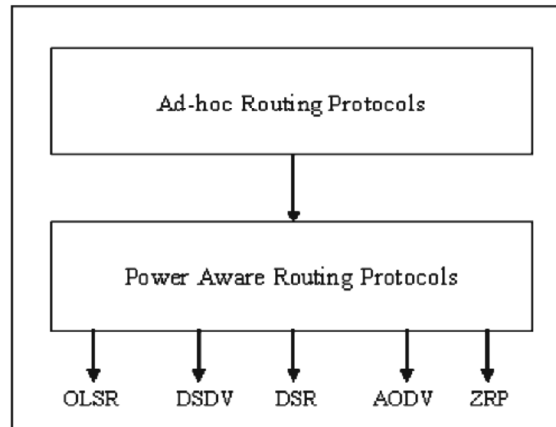 Ad-hoc Routing Protocols
Power Aware Routing Protocols
OLSR DSDV DSR AODV ZRP